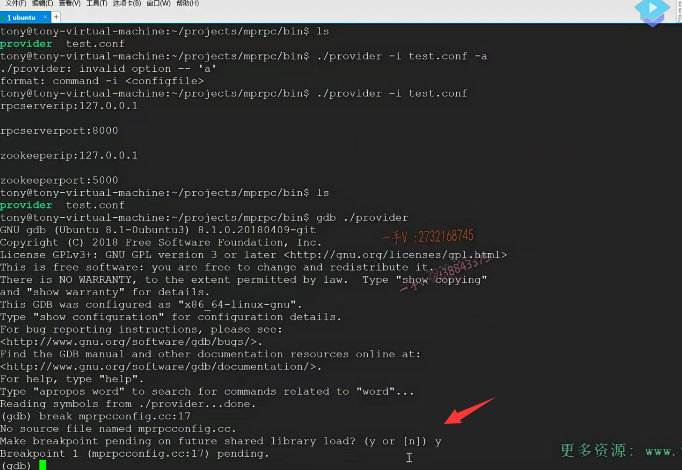 文件(F) 编辑(E) 查看(V) 工具(T) 选项卡(B) 窗口(W) 帮助(H)
1 ubuntu × +
tony@tony-virtual-machine:~/projects/mprpc/bin$ ls
provider  test.conf
tony@tony-virtual-machine:~/projects/mprpc/bin$ ./provider -i test.conf -a
./provider: invalid option -- 'a'
format: command -i <configfile>
tony@tony-virtual-machine:~/projects/mprpc/bin$ ./provider -i test.conf
rpcserverip:127.0.0.1
rpcserverport:8000
zookeeperip:127.0.0.1
zookeeperport:5000
tony@tony-virtual-machine:~/projects/mprpc/bin$ ls
provider  test.conf
tony@tony-virtual-machine:~/projects/mprpc/bin$ gdb ./provider
GNU gdb (Ubuntu 8.1-0ubuntu3) 8.1.0.20180409-git
一手V :2732168745
Copyright (C) 2018 Free Software Foundation, Inc.
License GPLv3+: GNU GPL version 3 or later <http://gnu.org/licenses/gpl.html>
This is free software: you are free to change and redistribute it.
There is NO WARRANTY, to the extent permitted by law.  Type "show copying"
and "show warranty" for details.
This GDB was configured as "x86_64-linux-gnu".
Type "show configuration" for configuration details.
For bug reporting instructions, please see:
<http://www.gnu.org/software/gdb/bugs/>.
Find the GDB manual and other documentation resources online at:
<http://www.gnu.org/software/gdb/documentation/>.
For help, type "help".
Type "apropos word" to search for commands related to "word"...
Reading symbols from ./provider...done.
(gdb) break mprpcconfig.cc:17
No source file named mprpcconfig.cc.
Make breakpoint pending on future shared library load? (y or [n]) y
Breakpoint 1 (mprpcconfig.cc:17) pending.
(gdb)
更多资源: www.